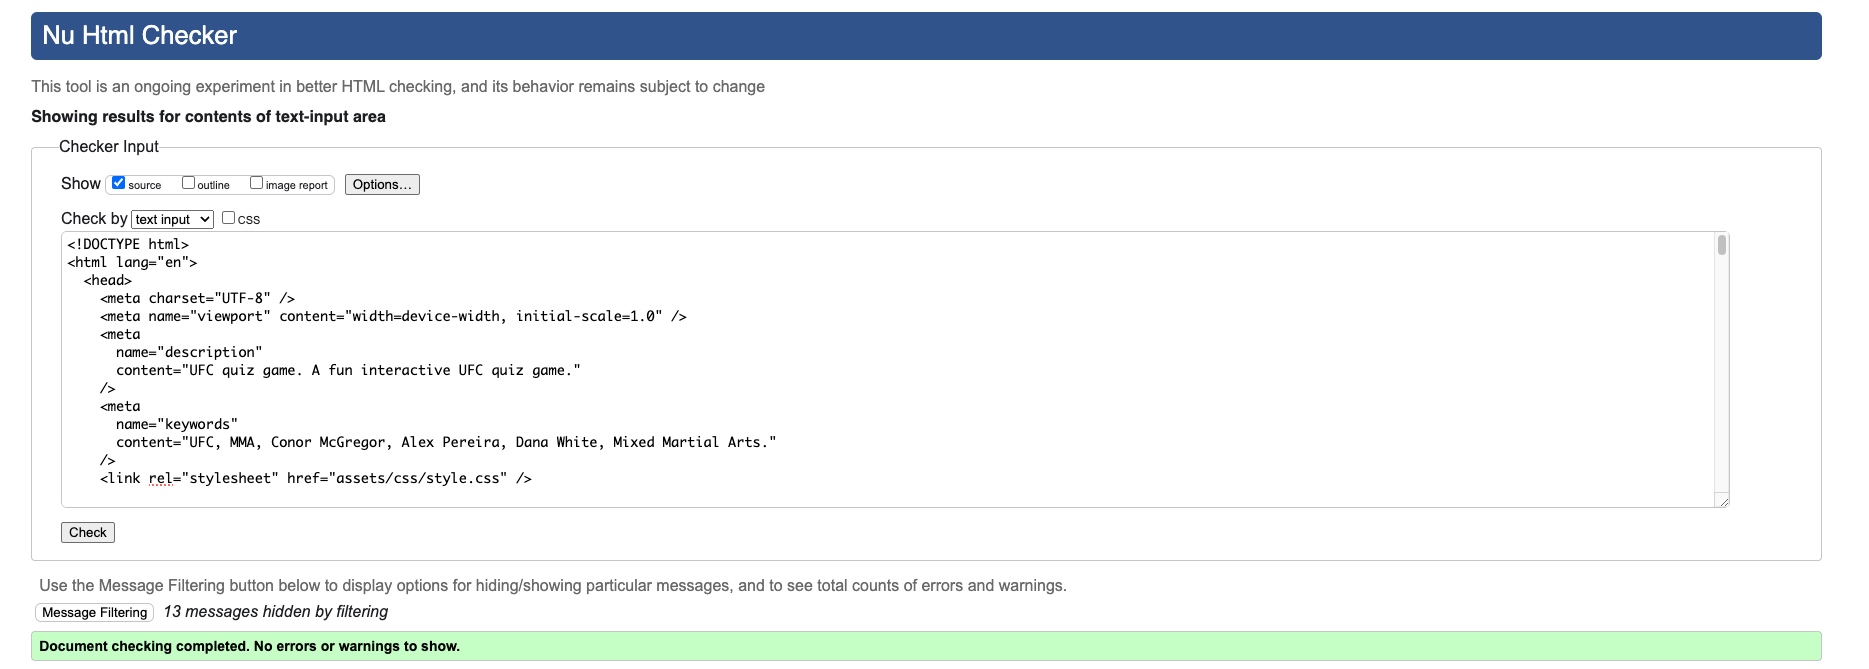 Nu Html Checker
This tool is an ongoing experiment in better HTML checking, and its behavior remains subject to change
Showing results for contents of text-input area
Checker Input
Show source outline image report Options...
Check by text input css
<!DOCTYPE html>
<html lang="en">
  <head>
    <meta charset="UTF-8" />
    <meta name="viewport" content="width=device-width, initial-scale=1.0" />
    <meta
      name="description"
      content="UFC quiz game. A fun interactive UFC quiz game."
    />
    <meta
      name="keywords"
      content="UFC, MMA, Conor McGregor, Alex Pereira, Dana White, Mixed Martial Arts."
    />
    <link rel="stylesheet" href="assets/css/style.css" />
Check
Use the Message Filtering button below to display options for hiding/showing particular messages, and to see total counts of errors and warnings.
Message Filtering 13 messages hidden by filtering
Document checking completed. No errors or warnings to show.